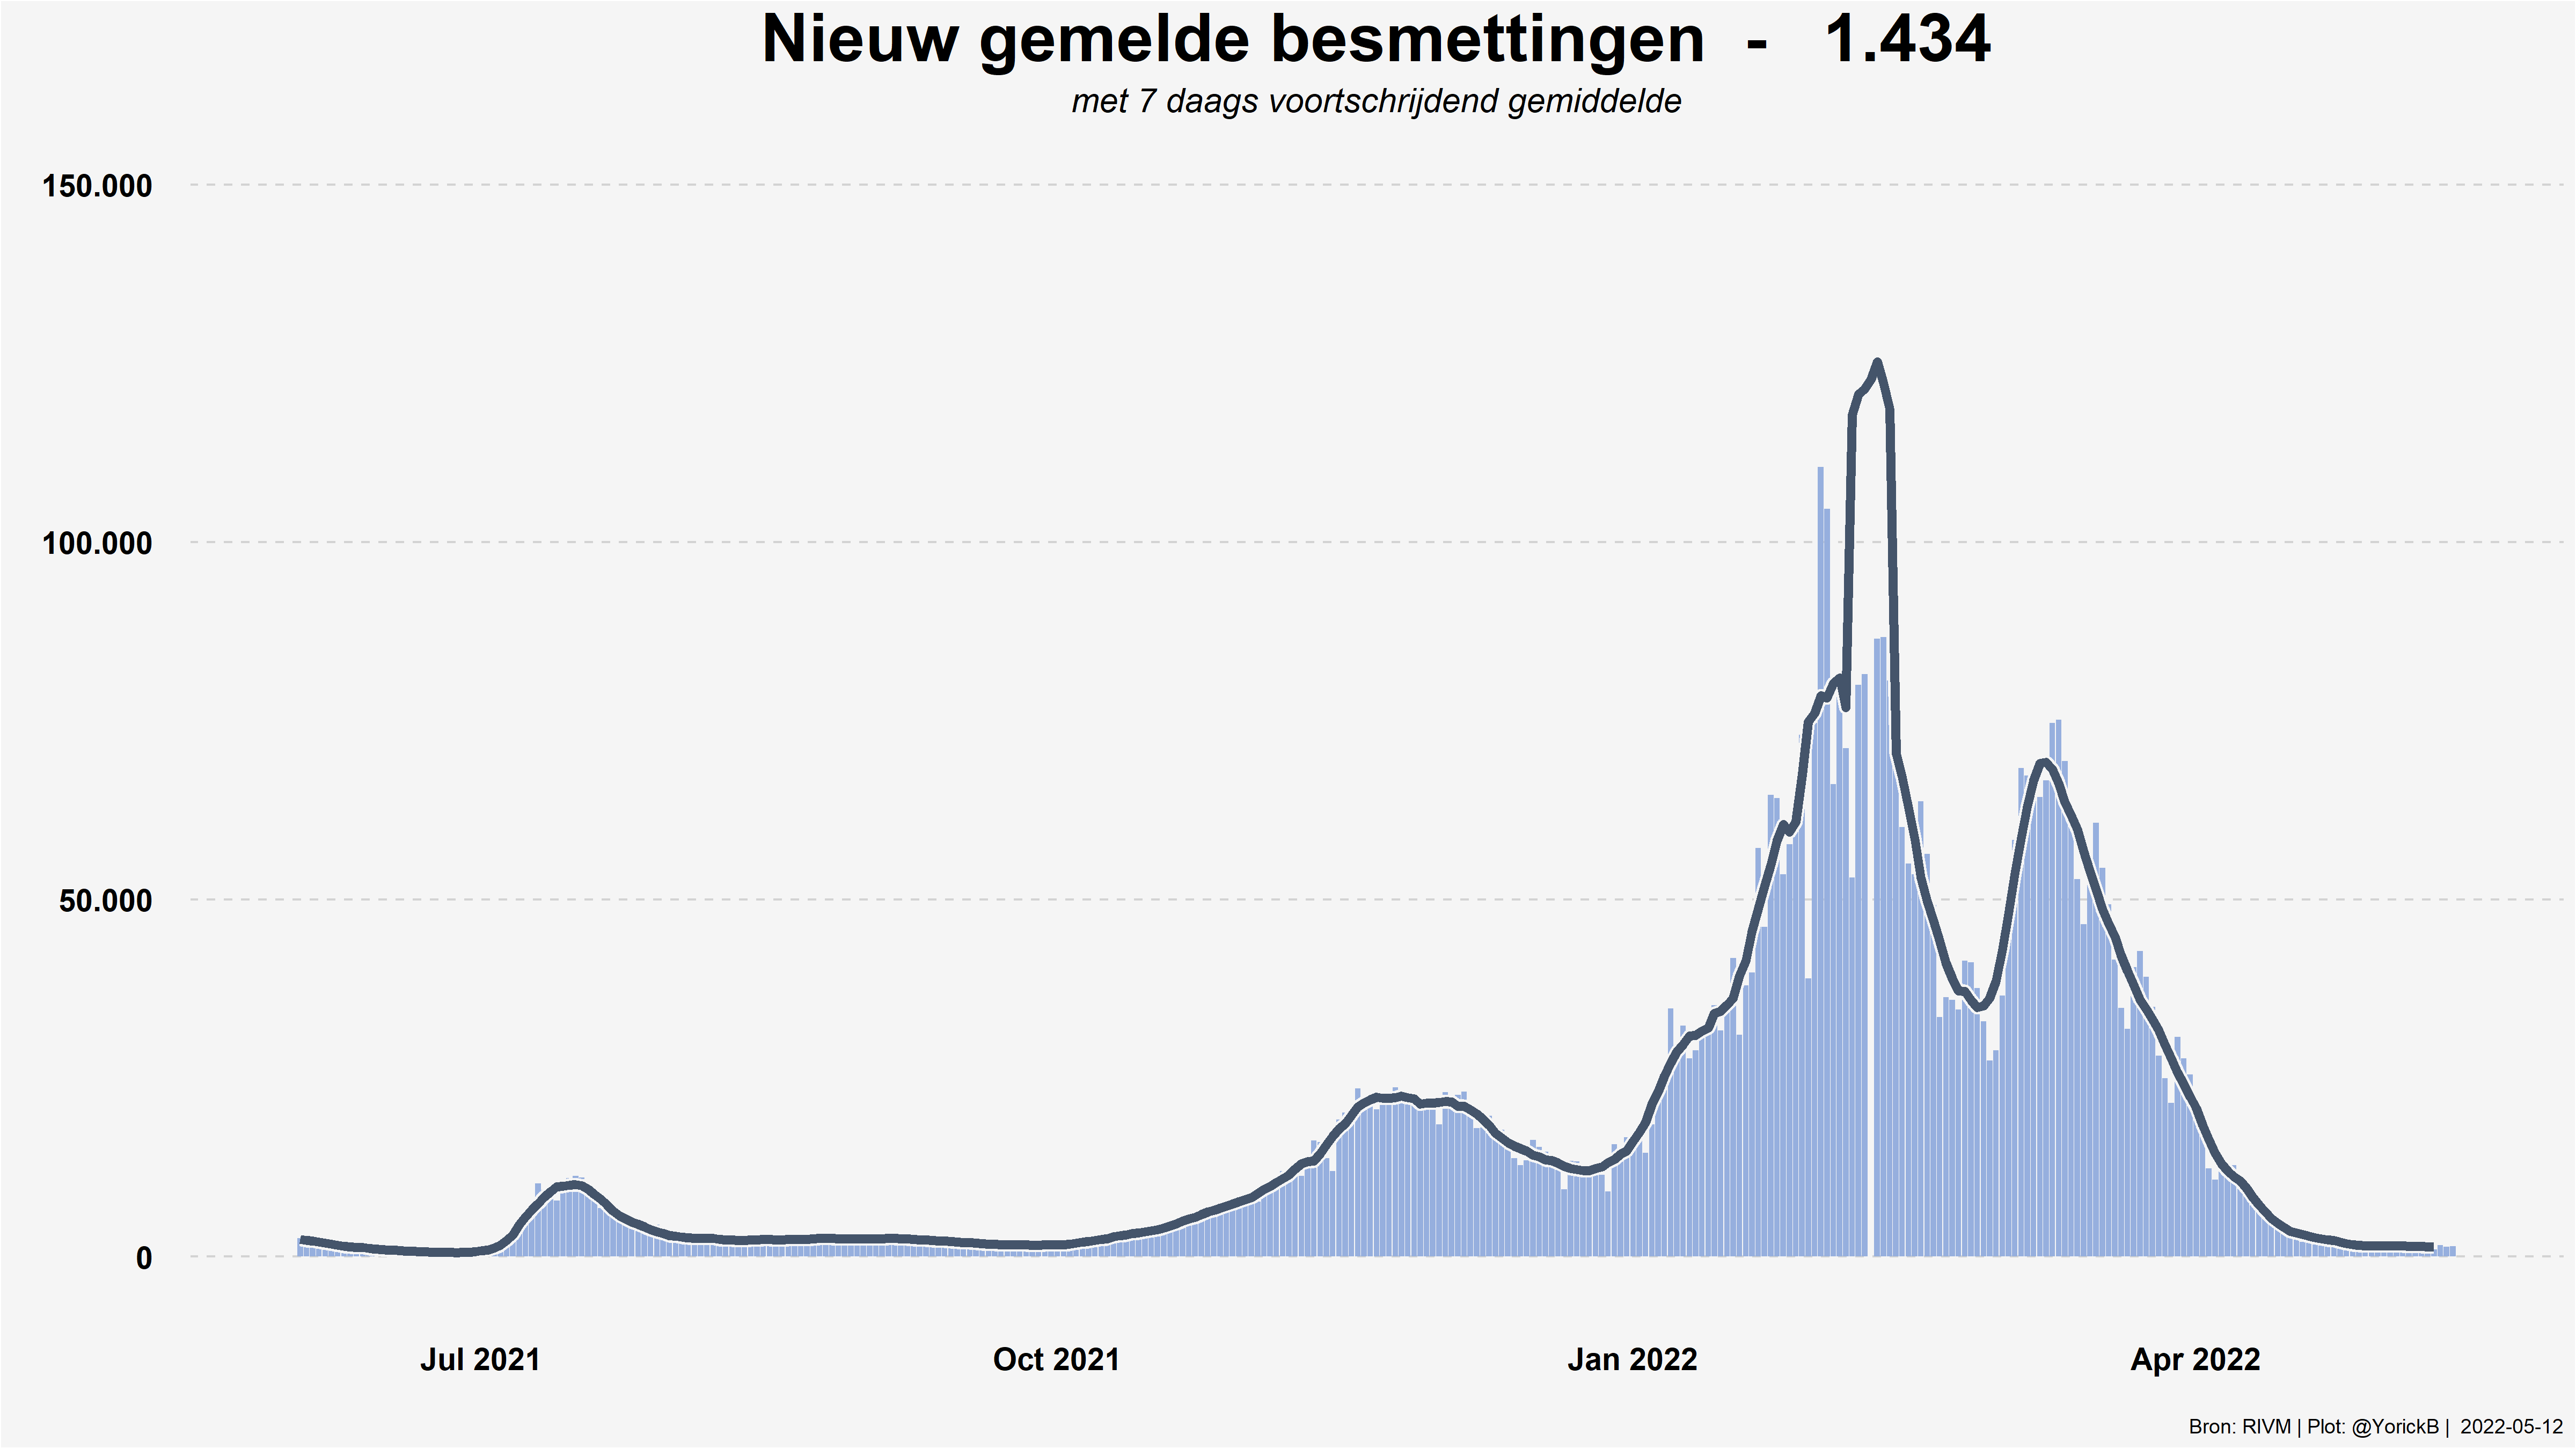 Nieuw gemelde besmettingen - 1.434
met 7 daags voortschrijdend gemiddelde
150.000
100.000
50.000
0
Jul 2021
Oct 2021
Jan 2022
Apr 2022
Bron: RIVM | Plot: @YorickB | 2022-05-12